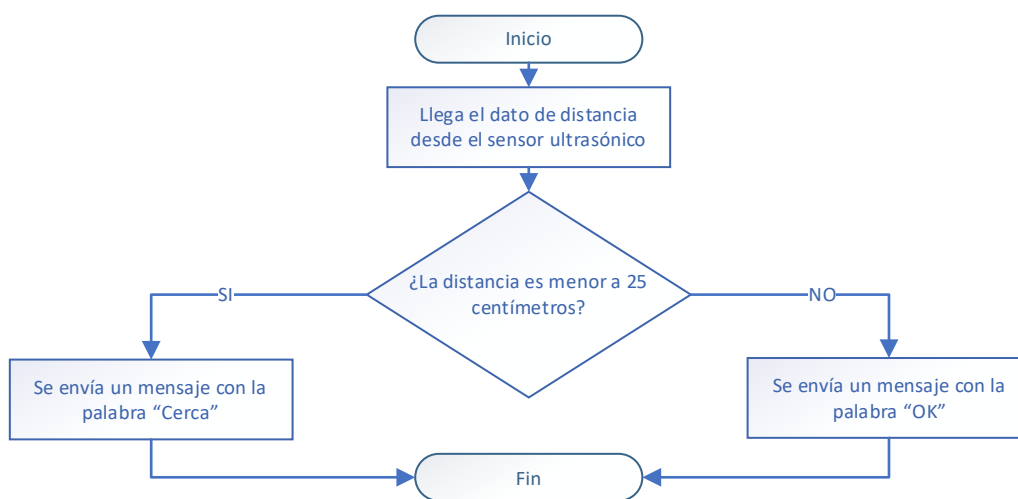 Inicio
Llega el dato de distancia
desde el sensor ultrasónico
¿La distancia es menor a 25
centímetros?
SI
NO
Se envía un mensaje con la
palabra “Cerca”
Se envía un mensaje con la
palabra “OK”
Fin